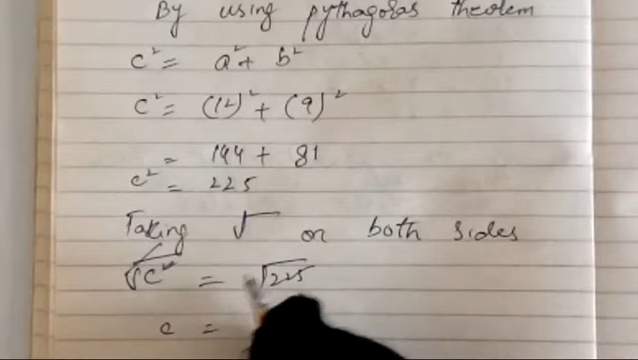 By using pythagoras theolem
c² = a² + b²
c² = (12)² + (9)²
= 144 + 81
c² = 225
Taking √ on both sides
√c² = √225
c =